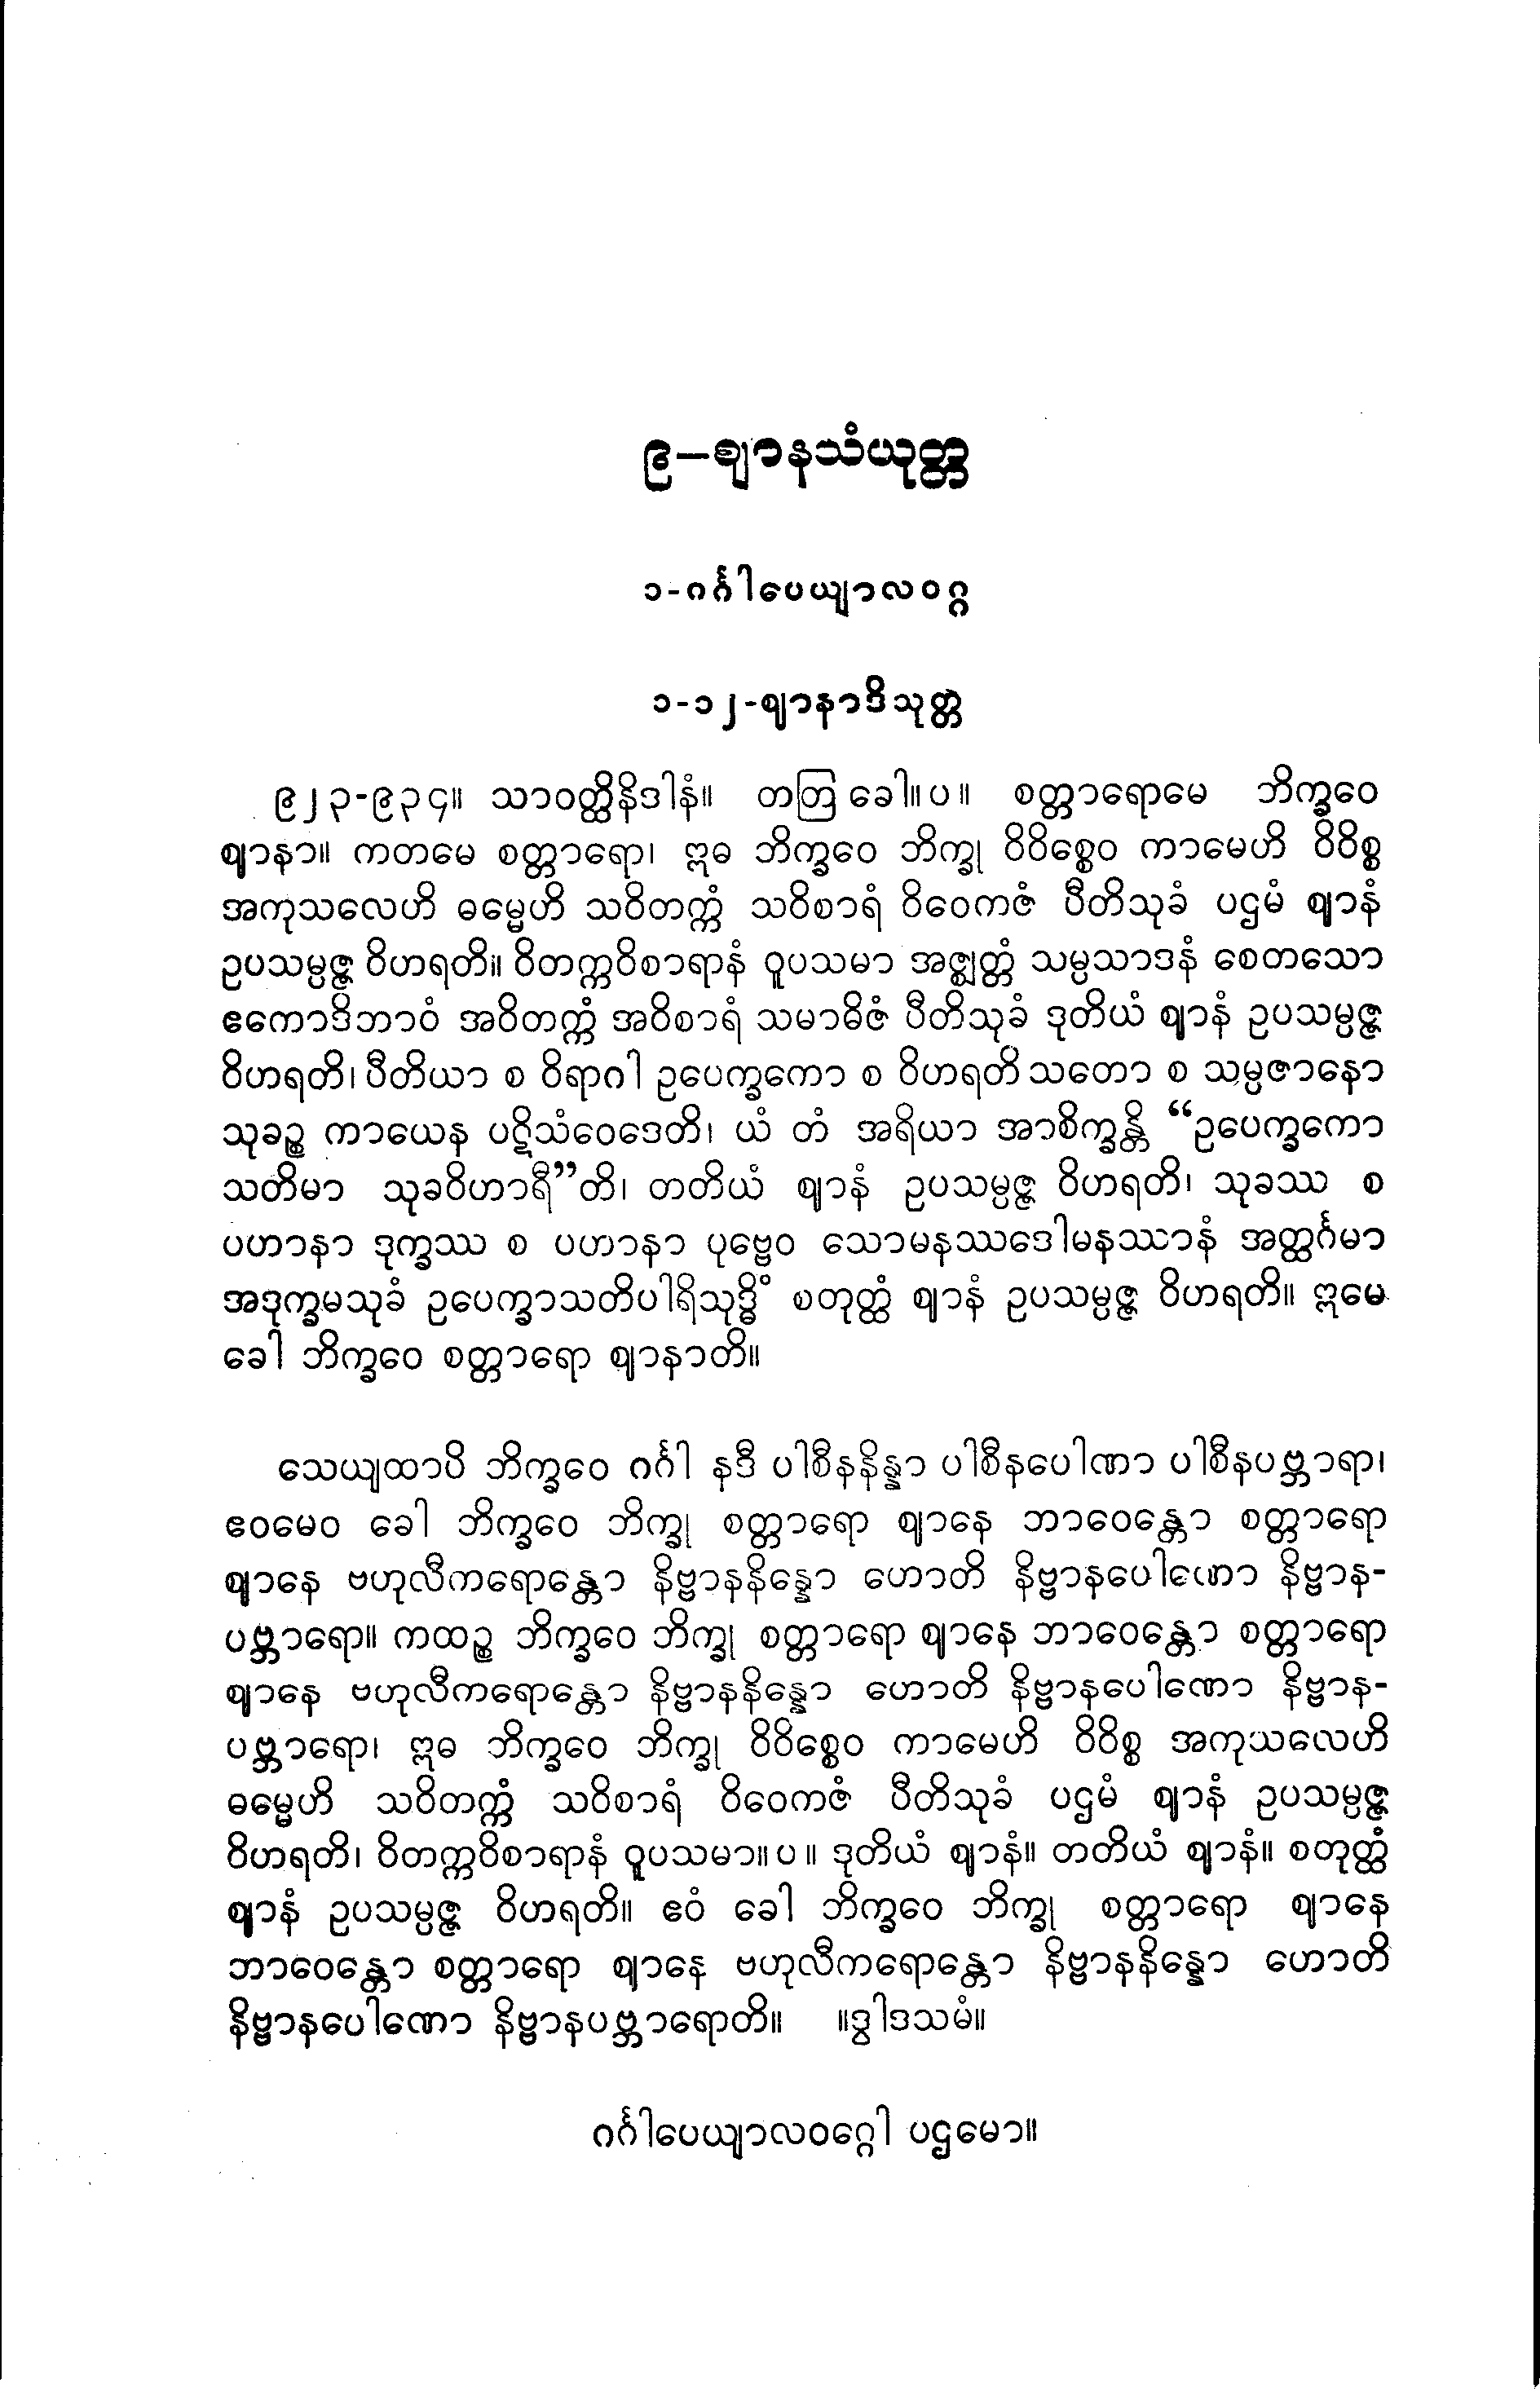 ၉–ဈာနသံယုတ္တ
၁-ဂင်္ဂါပေယျာလဝဂ္ဂ
၁-၁၂-ဈာနာဒိသုတ္တ
၉၂၃-၉၃၄။ သာဝတ္ထိနိဒါနံ။ တတြ ခေါ။ပ။ စတ္တာရောမေ ဘိက္ခဝေ
ဈာနာ။ ကတမေ စတ္တာရော၊ ဣဓ ဘိက္ခဝေ ဘိက္ခု ဝိဝိစ္စေဝ ကာမေဟိ ဝိဝိစ္စ
အကုသလေဟိ ဓမ္မေဟိ သဝိတက္ကံ သဝိစာရံ ဝိဝေကဇံ ပီတိသုခံ ပဌမံ ဈာနံ
ဥပသမ္ပဇ္ဇ ဝိဟရတိ။ ဝိတက္ကဝိစာရာနံ ဝူပသမာ အဇ္ဈတ္တံ သမ္ပသာဒနံ စေတသော
ဧကောဒိဘာဝံ အဝိတက္ကံ အဝိစာရံ သမာဓိဇံ ပီတိသုခံ ဒုတိယံ ဈာနံ ဥပသမ္ပဇ္ဇ
ဝိဟရတိ၊ ပီတိယာ စ ဝိရာဂါ ဥပေက္ခကော စ ဝိဟရတိ သတော စ သမ္ပဇာနော
သုခဉ္စ ကာယေန ပဋိသံဝေဒေတိ၊ ယံ တံ အရိယာ အာစိက္ခန္တိ “ဥပေက္ခကော
သတိမာ သုခဝိဟာရီ”တိ၊ တတိယံ ဈာနံ ဥပသမ္ပဇ္ဇ ဝိဟရတိ၊ သုခဿ စ
ပဟာနာ ဒုက္ခဿ စ ပဟာနာ ပုဗ္ဗေဝ သောမနဿဒေါမနဿာနံ အတ္ထင်္ဂမာ
အဒုက္ခမသုခံ ဥပေက္ခာသတိပါရိသုဒ္ဓိံ စတုတ္ထံ ဈာနံ ဥပသမ္ပဇ္ဇ ဝိဟရတိ။ ဣမေ
ခေါ ဘိက္ခဝေ စတ္တာရော ဈာနာတိ။
သေယျထာပိ ဘိက္ခဝေ ဂင်္ဂါ နဒီ ပါစီနနိန္နာ ပါစီနပေါဏာ ပါစီနပဗ္ဘာရာ၊
ဧဝမေဝ ခေါ ဘိက္ခဝေ ဘိက္ခု စတ္တာရော ဈာနေ ဘာဝေန္တော စတ္တာရော
ဈာနေ ဗဟုလီကရောန္တော နိဗ္ဗာနနိန္နော ဟောတိ နိဗ္ဗာနပေါဏော နိဗ္ဗာန-
ပဗ္ဘာရော။ ကထဉ္စ ဘိက္ခဝေ ဘိက္ခု စတ္တာရော ဈာနေ ဘာဝေန္တော စတ္တာရော
ဈာနေ ဗဟုလီကရောန္တော နိဗ္ဗာနနိန္နော ဟောတိ နိဗ္ဗာနပေါဏော နိဗ္ဗာန-
ပဗ္ဘာရော၊ ဣဓ ဘိက္ခဝေ ဘိက္ခု ဝိဝိစ္စေဝ ကာမေဟိ ဝိဝိစ္စ အကုသလေဟိ
ဓမ္မေဟိ သဝိတက္ကံ သဝိစာရံ ဝိဝေကဇံ ပီတိသုခံ ပဌမံ ဈာနံ ဥပသမ္ပဇ္ဇ
ဝိဟရတိ၊ ဝိတက္ကဝိစာရာနံ ဝူပသမာ။ပ။ ဒုတိယံ ဈာနံ။ တတိယံ ဈာနံ။ စတုတ္ထံ
ဈာနံ ဥပသမ္ပဇ္ဇ ဝိဟရတိ။ ဧဝံ ခေါ ဘိက္ခဝေ ဘိက္ခု စတ္တာရော ဈာနေ
ဘာဝေန္တော စတ္တာရော ဈာနေ ဗဟုလီကရောန္တော နိဗ္ဗာနနိန္နော ဟောတိ
နိဗ္ဗာနပေါဏော နိဗ္ဗာနပဗ္ဘာရောတိ။ ။ဒွါဒသမံ။
ဂင်္ဂါပေယျာလဝဂ္ဂေါ ပဌမော။